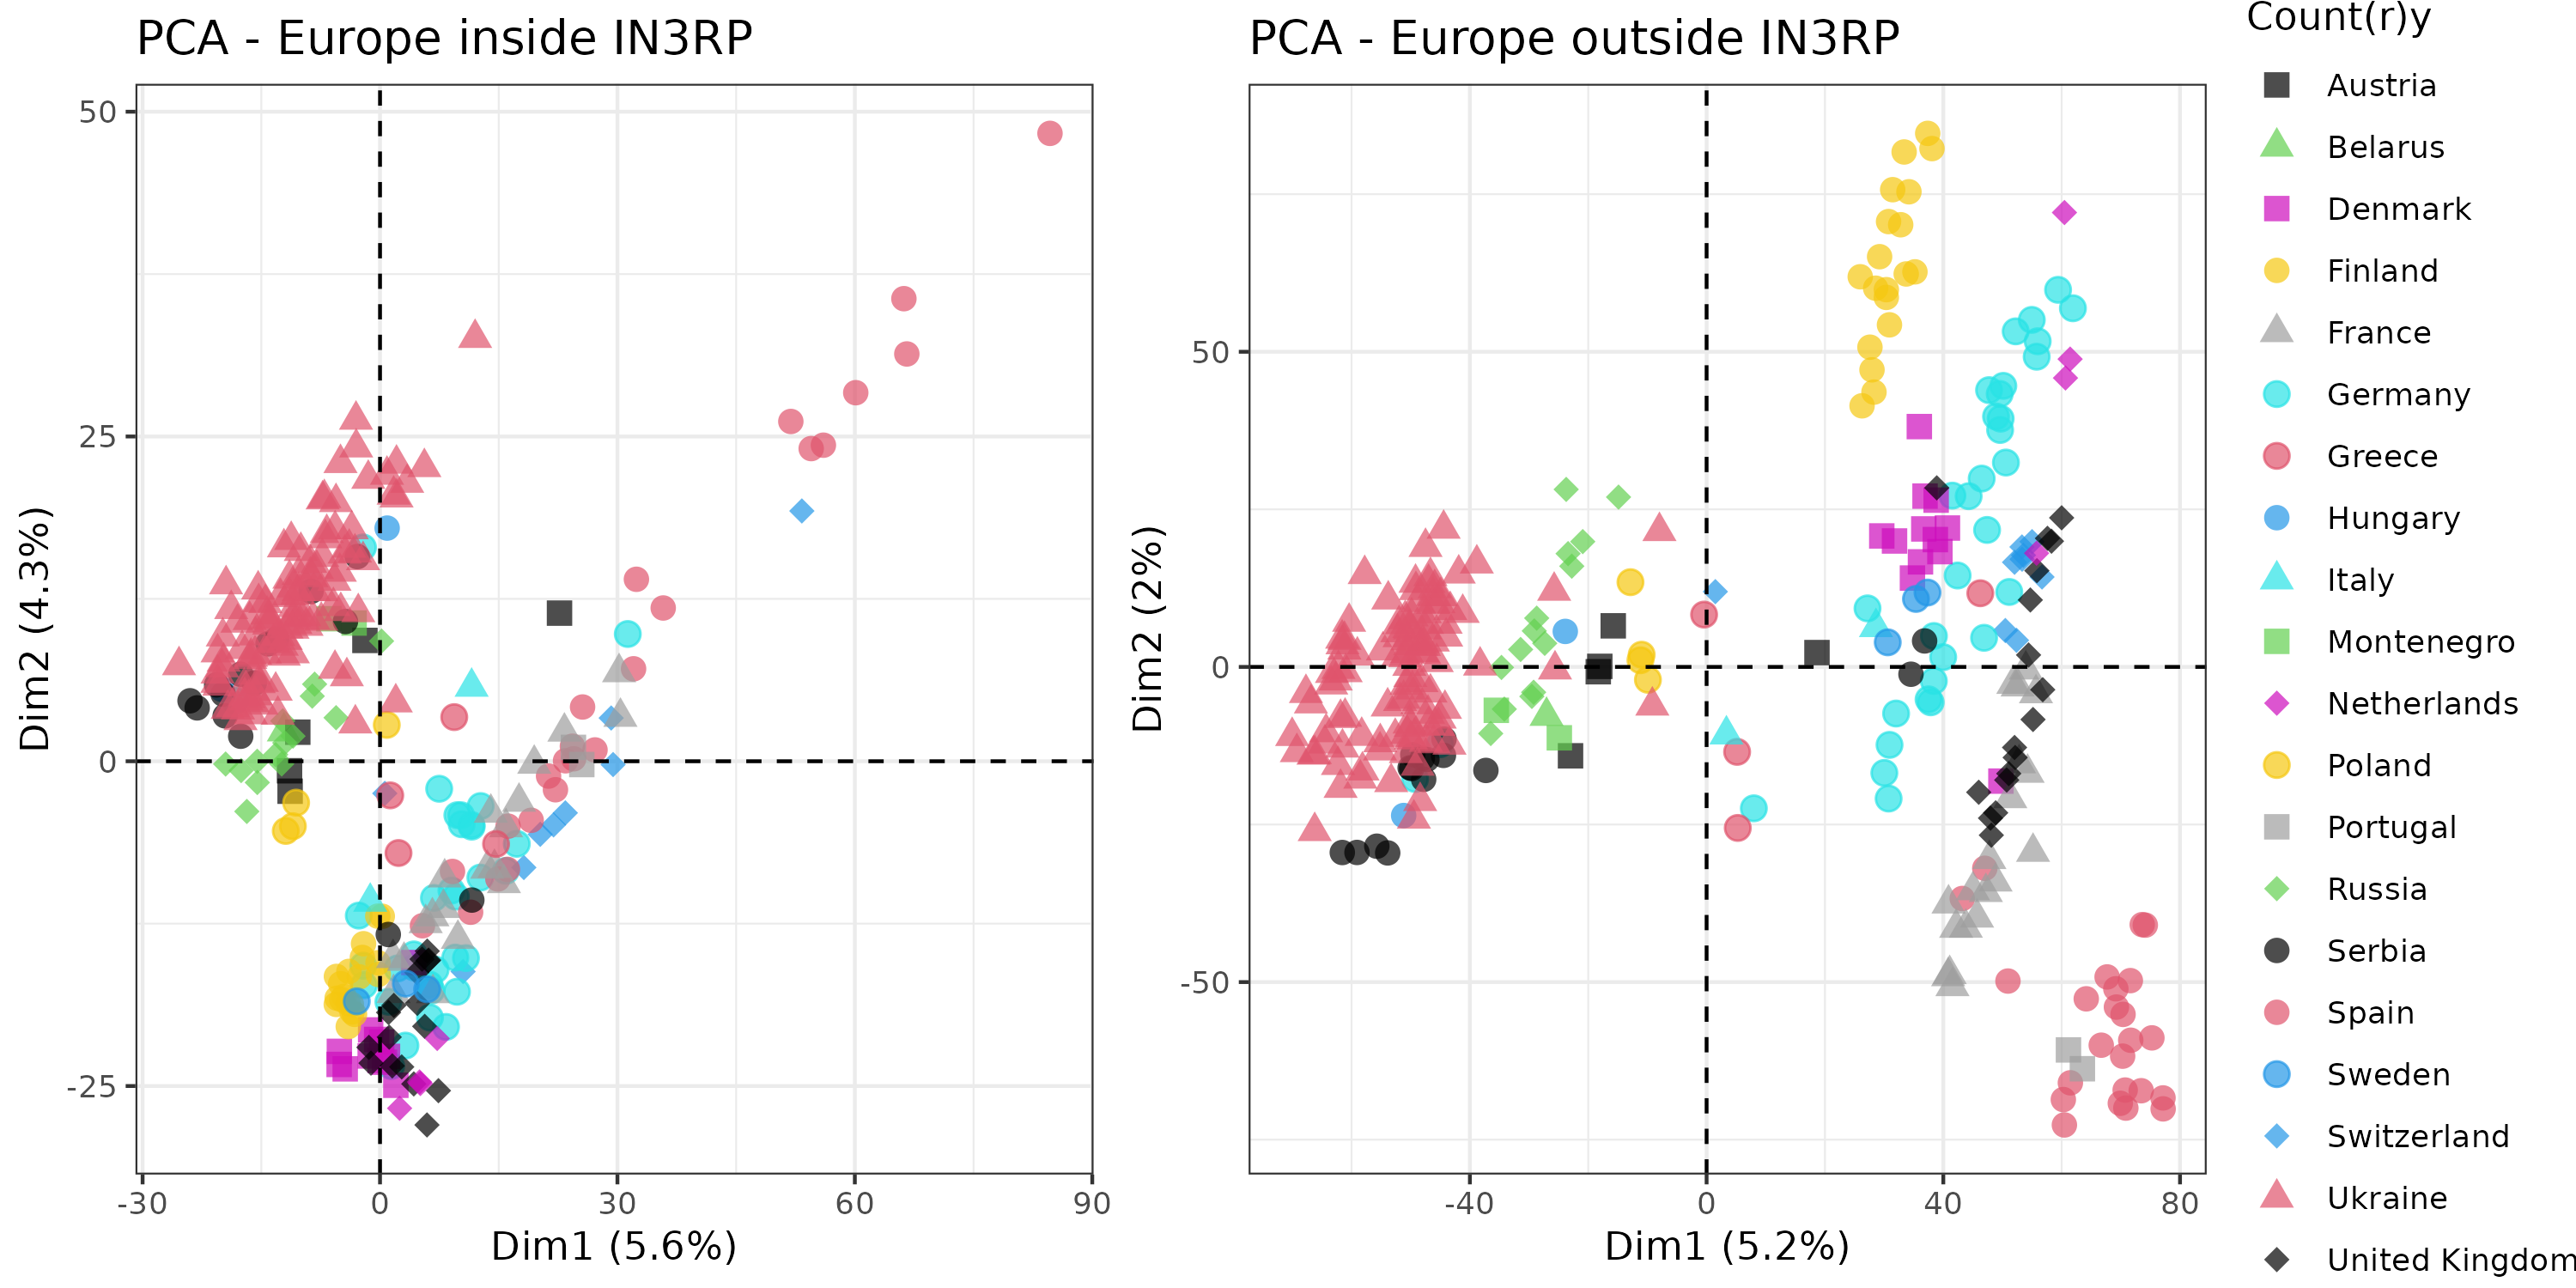 PCA - Europe inside IN3RP
50
25
0
-25
-30
0
30
60
90
Dim2 (4.3%)
Dim1 (5.6%)
PCA - Europe outside IN3RP
50
0
-50
-40
0
40
80
Dim2 (2%)
Dim1 (5.2%)
Count(r)y
Austria
Belarus
Denmark
Finland
France
Germany
Greece
Hungary
Italy
Montenegro
Netherlands
Poland
Portugal
Russia
Serbia
Spain
Sweden
Switzerland
Ukraine
United Kingdom